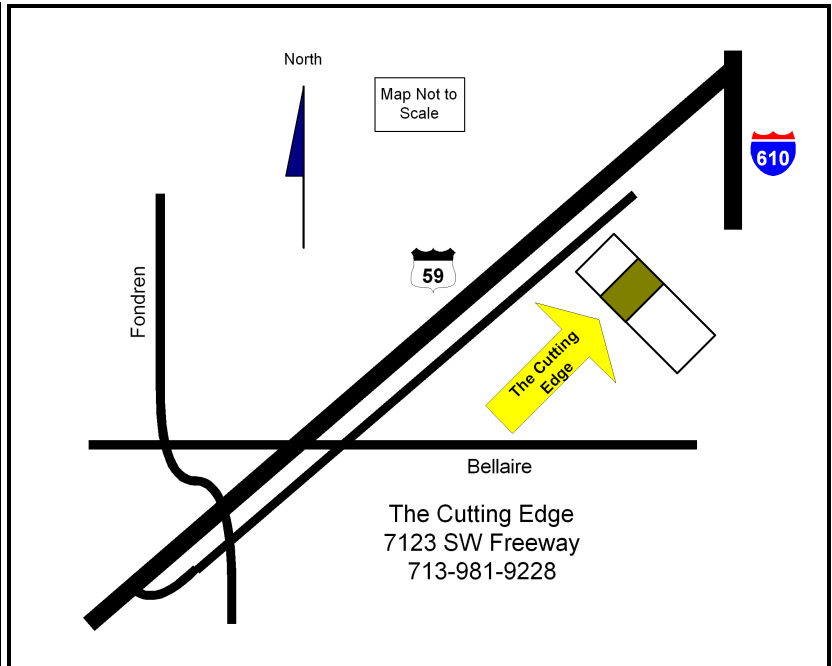 North
Map Not to
Scale
610
59
Fondren
The Cutting
Edge
Bellaire
The Cutting Edge
7123 SW Freeway
713-981-9228